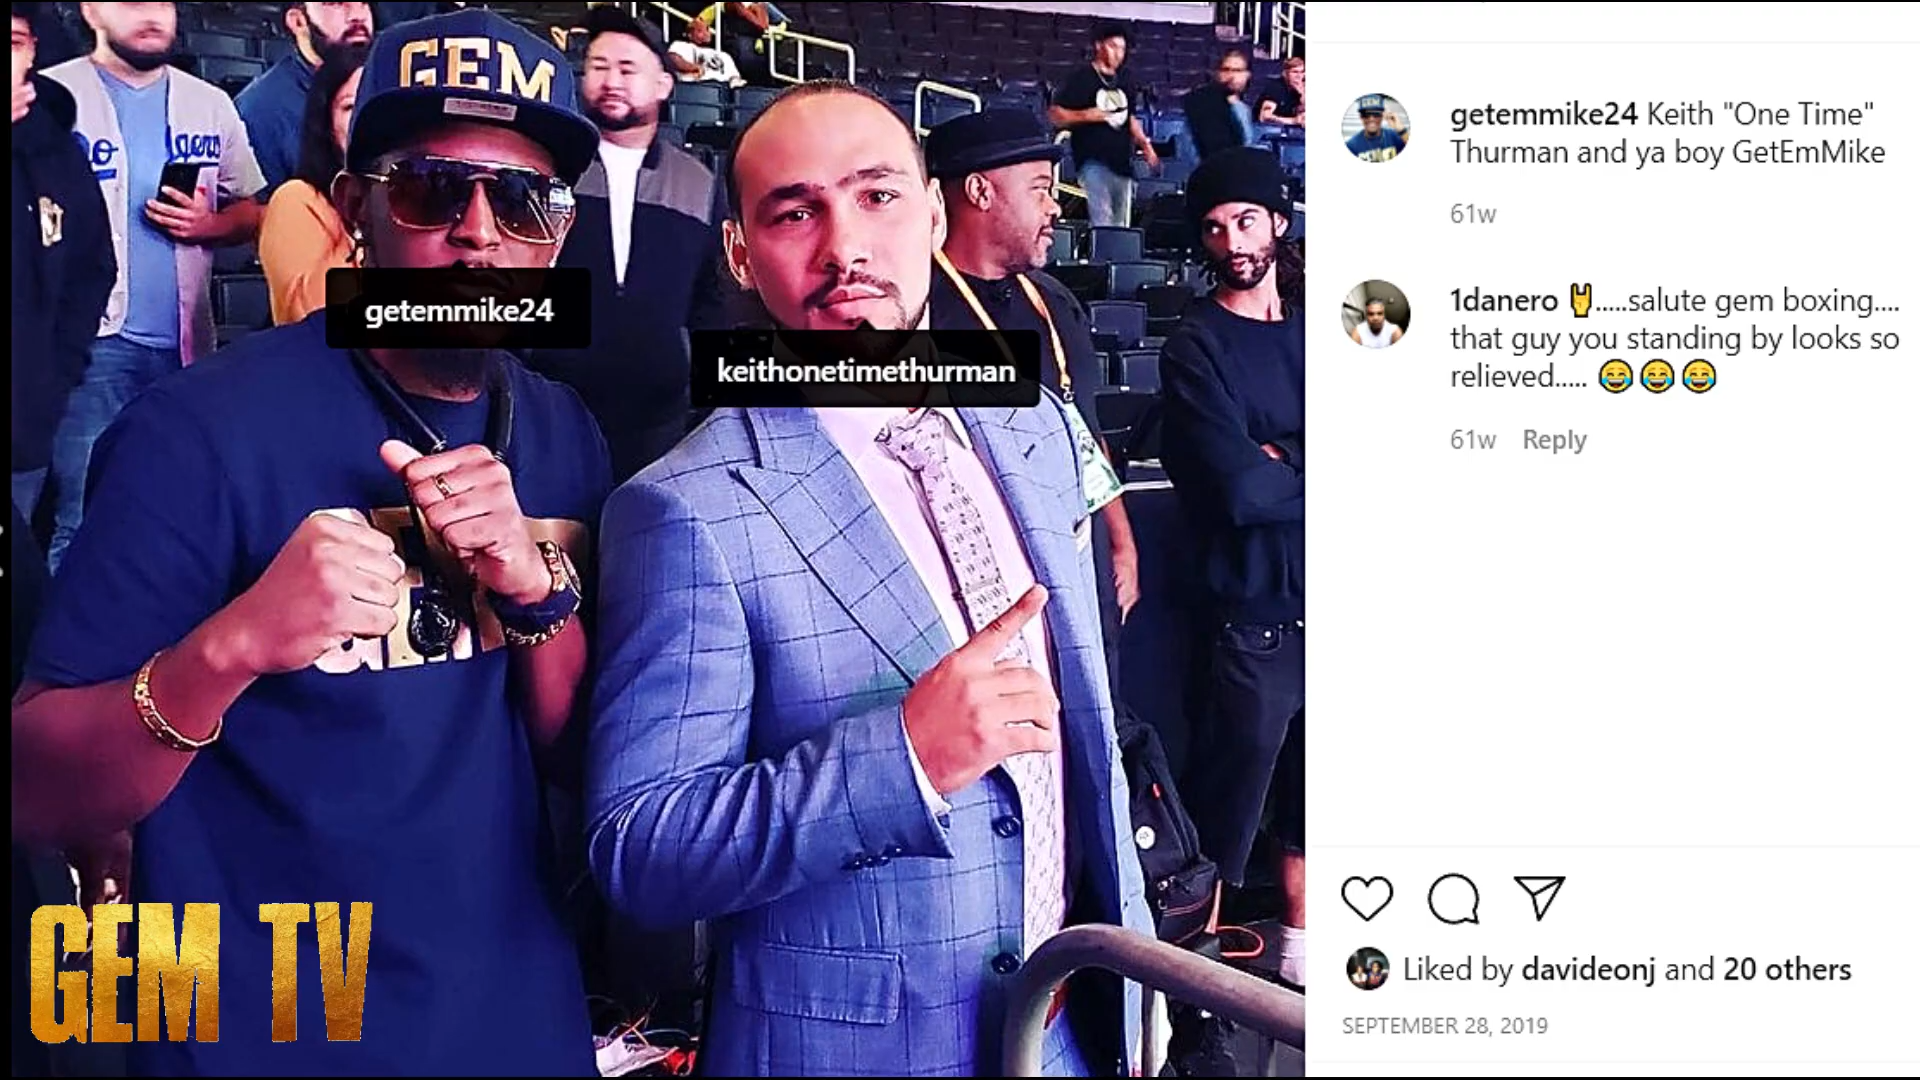 GEM
o dgers
getemmike24
keithonetimethurman
GEM TV
getemmike24 Keith "One Time"
Thurman and ya boy GetEmMike
61w
1danero 🤘.....salute gem boxing....
that guy you standing by looks so
relieved..... 😂😂😂
61w Reply
Liked by davideonj and 20 others
SEPTEMBER 28, 2019